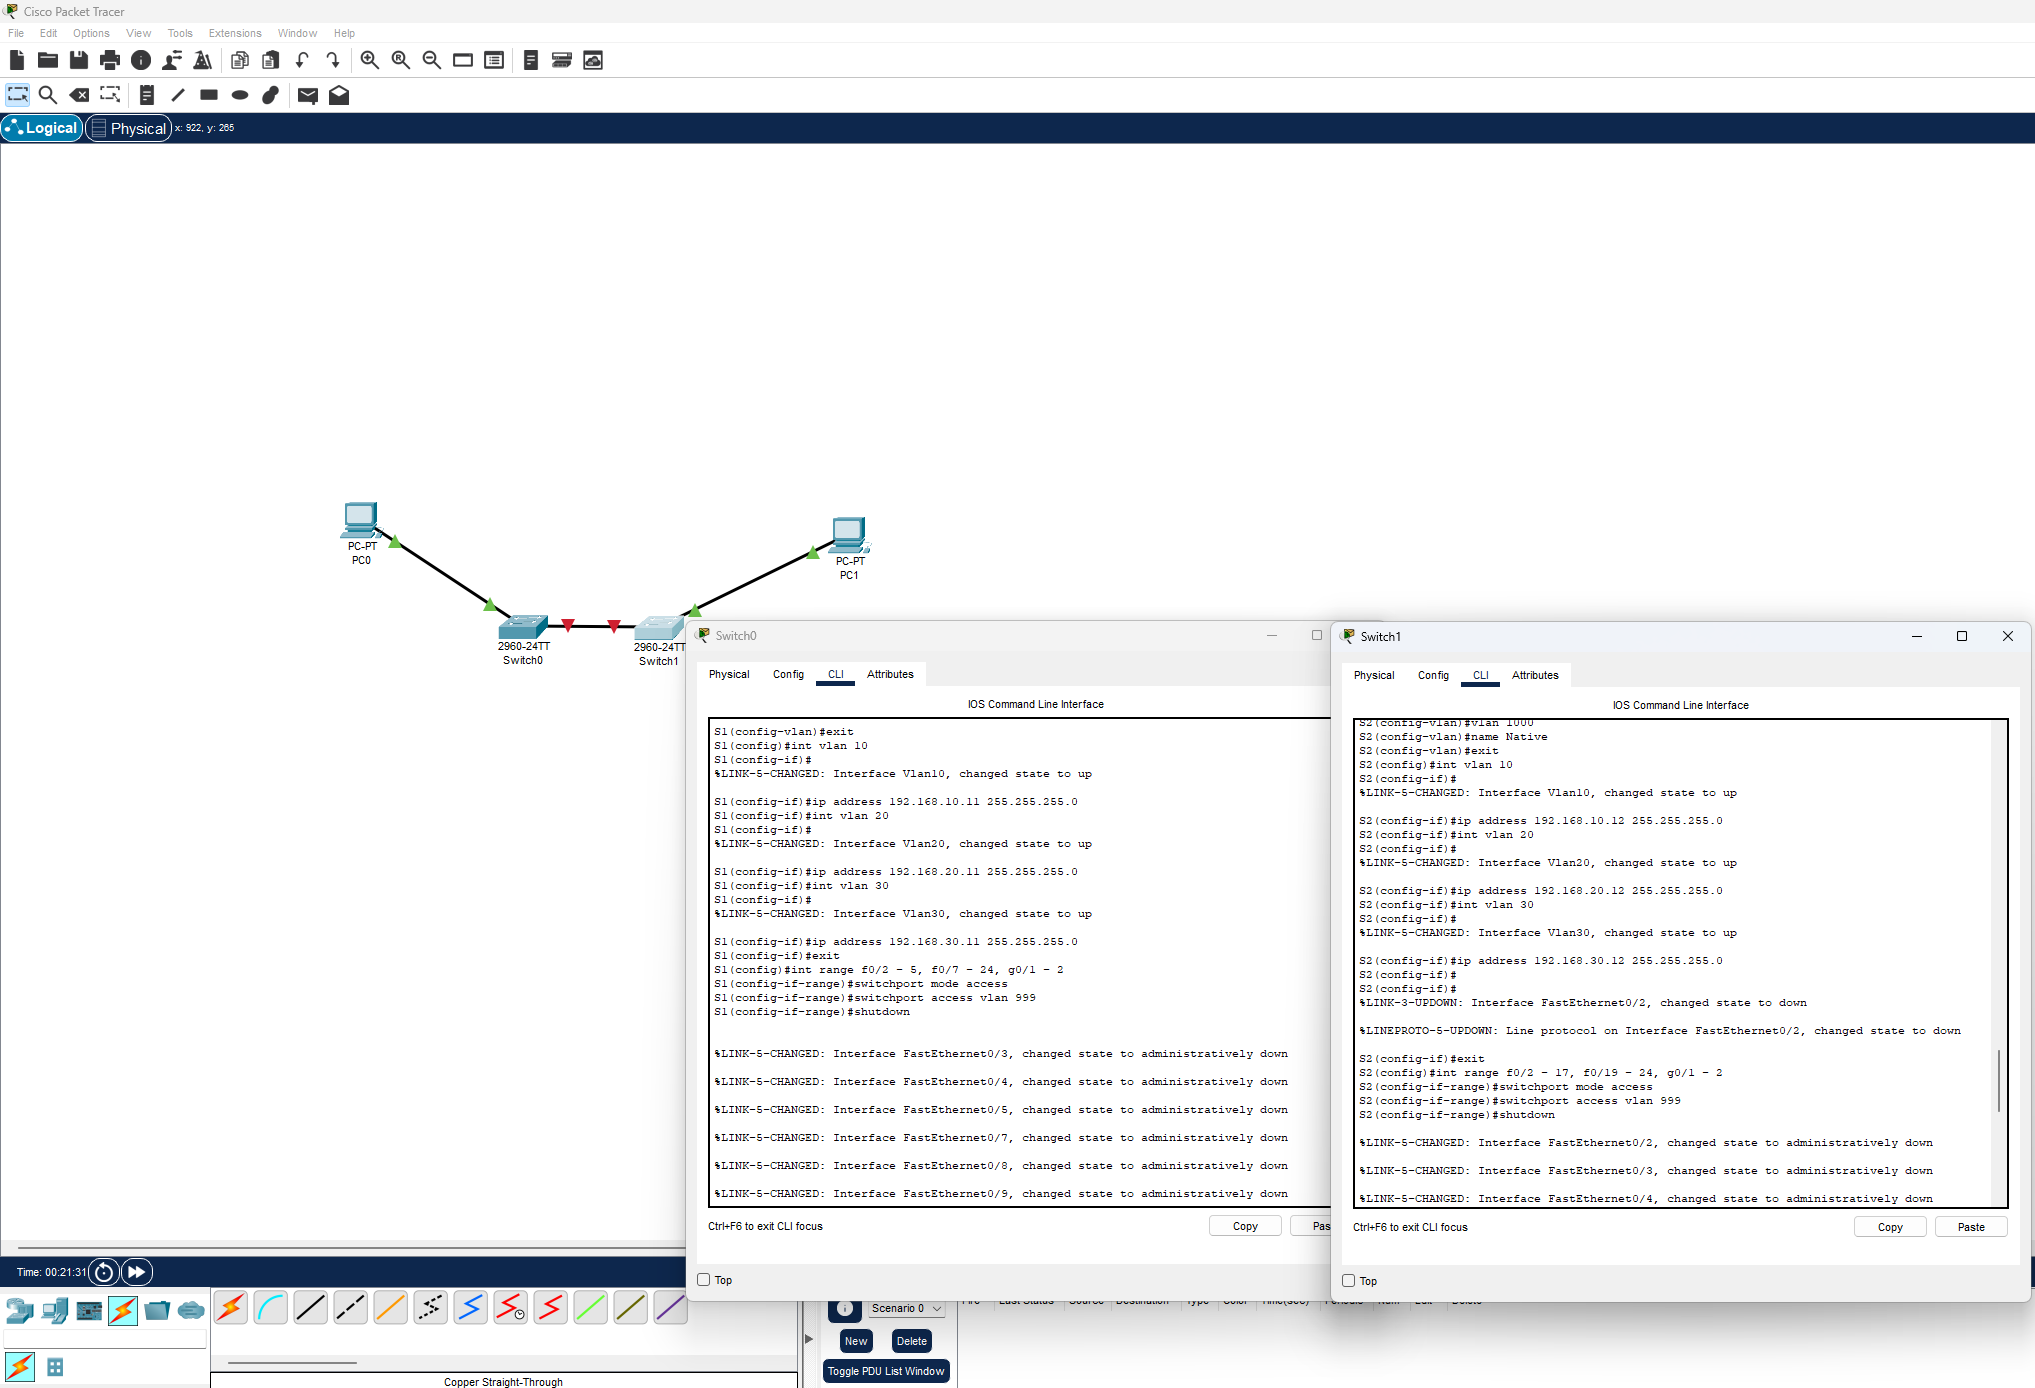 Cisco Packet Tracer
File Edit Options View Tools Extensions Window Help
Logical Physical x: 922, y: 265
PC-PT
PC0
PC-PT
PC1
2960-24TT
Switch0
2960-24TT
Switch1
Switch0
Physical Config CLI Attributes
IOS Command Line Interface
S1(config-vlan)#exit
S1(config)#int vlan 10
S1(config-if)#
%LINK-5-CHANGED: Interface Vlan10, changed state to up
S1(config-if)#ip address 192.168.10.11 255.255.255.0
S1(config-if)#int vlan 20
S1(config-if)#
%LINK-5-CHANGED: Interface Vlan20, changed state to up
S1(config-if)#ip address 192.168.20.11 255.255.255.0
S1(config-if)#int vlan 30
S1(config-if)#
%LINK-5-CHANGED: Interface Vlan30, changed state to up
S1(config-if)#ip address 192.168.30.11 255.255.255.0
S1(config-if)#exit
S1(config)#int range f0/2 - 5, f0/7 - 24, g0/1 - 2
S1(config-if-range)#switchport mode access
S1(config-if-range)#switchport access vlan 999
S1(config-if-range)#shutdown
%LINK-5-CHANGED: Interface FastEthernet0/3, changed state to administratively down
%LINK-5-CHANGED: Interface FastEthernet0/4, changed state to administratively down
%LINK-5-CHANGED: Interface FastEthernet0/5, changed state to administratively down
%LINK-5-CHANGED: Interface FastEthernet0/7, changed state to administratively down
%LINK-5-CHANGED: Interface FastEthernet0/8, changed state to administratively down
%LINK-5-CHANGED: Interface FastEthernet0/9, changed state to administratively down
Ctrl+F6 to exit CLI focus
Copy Pas
Top
Switch1
Physical Config CLI Attributes
IOS Command Line Interface
S2(config-vlan)#vlan 1000
S2(config-vlan)#name Native
S2(config-vlan)#exit
S2(config)#int vlan 10
S2(config-if)#
%LINK-5-CHANGED: Interface Vlan10, changed state to up
S2(config-if)#ip address 192.168.10.12 255.255.255.0
S2(config-if)#int vlan 20
S2(config-if)#
%LINK-5-CHANGED: Interface Vlan20, changed state to up
S2(config-if)#ip address 192.168.20.12 255.255.255.0
S2(config-if)#int vlan 30
S2(config-if)#
%LINK-5-CHANGED: Interface Vlan30, changed state to up
S2(config-if)#ip address 192.168.30.12 255.255.255.0
S2(config-if)#
S2(config-if)#
%LINK-3-UPDOWN: Interface FastEthernet0/2, changed state to down
%LINEPROTO-5-UPDOWN: Line protocol on Interface FastEthernet0/2, changed state to down
S2(config-if)#exit
S2(config)#int range f0/2 - 17, f0/19 - 24, g0/1 - 2
S2(config-if-range)#switchport mode access
S2(config-if-range)#switchport access vlan 999
S2(config-if-range)#shutdown
%LINK-5-CHANGED: Interface FastEthernet0/2, changed state to administratively down
%LINK-5-CHANGED: Interface FastEthernet0/3, changed state to administratively down
%LINK-5-CHANGED: Interface FastEthernet0/4, changed state to administratively down
Ctrl+F6 to exit CLI focus
Copy Paste
Top
Time: 00:21:31
Scenario 0
Fire Last Status Source Destination Type Color Time(sec) Periodic Num Edit Delete
New Delete
Toggle PDU List Window
Copper Straight-Through